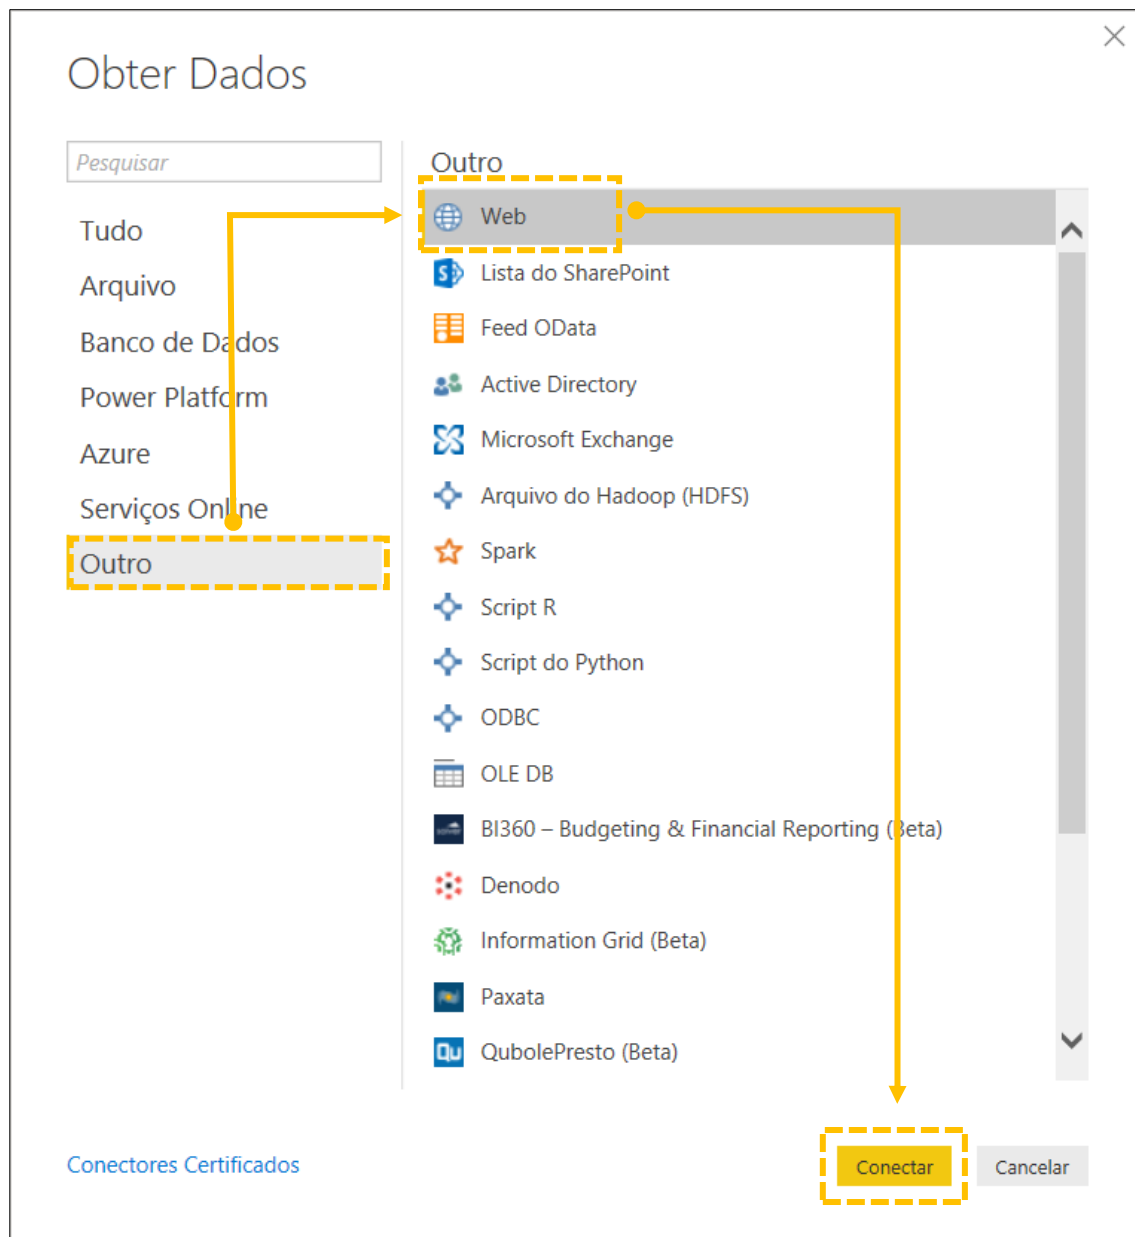 Obter Dados
Pesquisar
Tudo
Arquivo
Banco de Dados
Power Platform
Azure
Serviços Online
Outro
Outro
Web
Lista do SharePoint
Feed OData
Active Directory
Microsoft Exchange
Arquivo do Hadoop (HDFS)
Spark
Script R
Script do Python
ODBC
OLE DB
BI360 – Budgeting & Financial Reporting (Beta)
Denodo
Information Grid (Beta)
Paxata
QubolePresto (Beta)
Conectores Certificados
Conectar
Cancelar